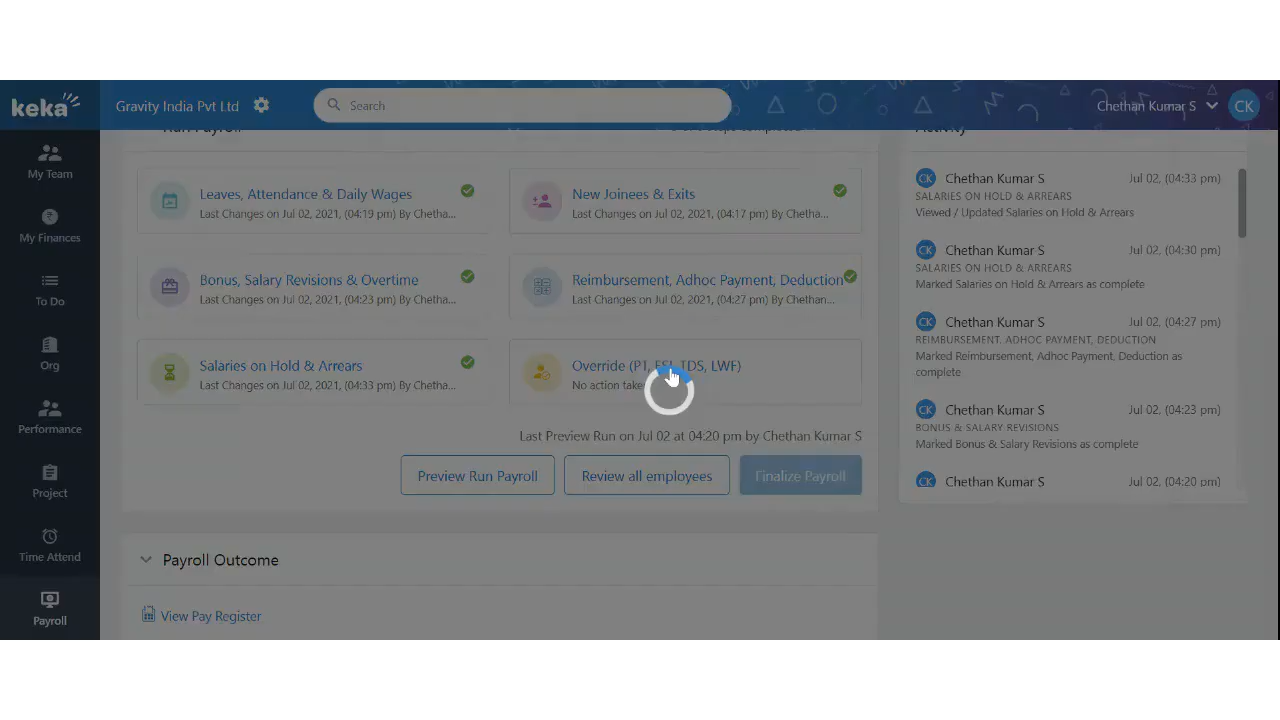 keka
Gravity India Pvt Ltd
Search
Chethan Kumar S
CK
My Team
My Finances
To Do
Org
Performance
Project
Time Attend
Payroll
Run Payroll
Leaves, Attendance & Daily Wages
Last Changes on Jul 02, 2021, (04:19 pm) By Chetha...
New Joinees & Exits
Last Changes on Jul 02, 2021, (04:17 pm) By Chetha...
Bonus, Salary Revisions & Overtime
Last Changes on Jul 02, 2021, (04:23 pm) By Chetha...
Reimbursement, Adhoc Payment, Deduction
Last Changes on Jul 02, 2021, (04:27 pm) By Chethan...
Salaries on Hold & Arrears
Last Changes on Jul 02, 2021, (04:33 pm) By Chetha...
Override (PT, ESI, TDS, LWF)
No action take
Last Preview Run on Jul 02 at 04:20 pm by Chethan Kumar S
Preview Run Payroll
Review all employees
Finalize Payroll
Payroll Outcome
View Pay Register
Activity
CK Chethan Kumar S Jul 02, (04:33 pm)
SALARIES ON HOLD & ARREARS
Viewed / Updated Salaries on Hold & Arrears
CK Chethan Kumar S Jul 02, (04:30 pm)
SALARIES ON HOLD & ARREARS
Marked Salaries on Hold & Arrears as complete
CK Chethan Kumar S Jul 02, (04:27 pm)
REIMBURSEMENT, ADHOC PAYMENT, DEDUCTION
Marked Reimbursement, Adhoc Payment, Deduction as
complete
CK Chethan Kumar S Jul 02, (04:23 pm)
BONUS & SALARY REVISIONS
Marked Bonus & Salary Revisions as complete
CK Chethan Kumar S Jul 02, (04:20 pm)